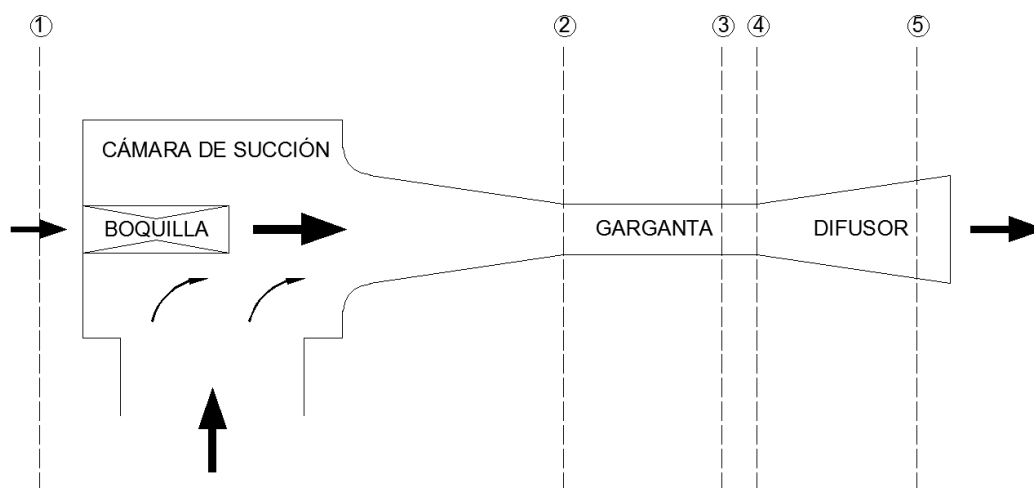 ① ② ③ ④ ⑤
CÁMARA DE SUCCIÓN
BOQUILLA GARGANTA DIFUSOR